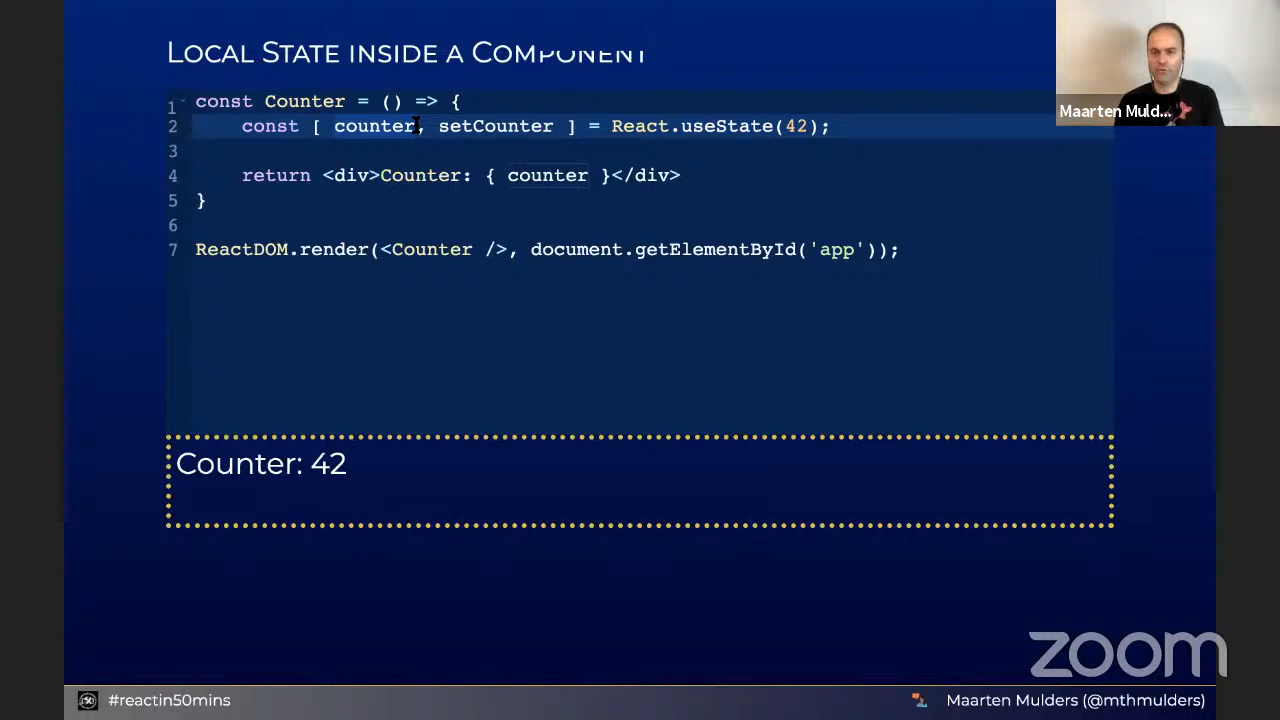 LOCAL STATE INSIDE A COMPONENT
1 const Counter = () => {
2 const [ counter, setCounter ] = React.useState(42);
3
4 return <div>Counter: { counter }</div>
5 }
6
7 ReactDOM.render(<Counter />, document.getElementById('app'));
Counter: 42
Maarten Muld...
zoom
#reactin50mins
Maarten Mulders (@mthmulders)